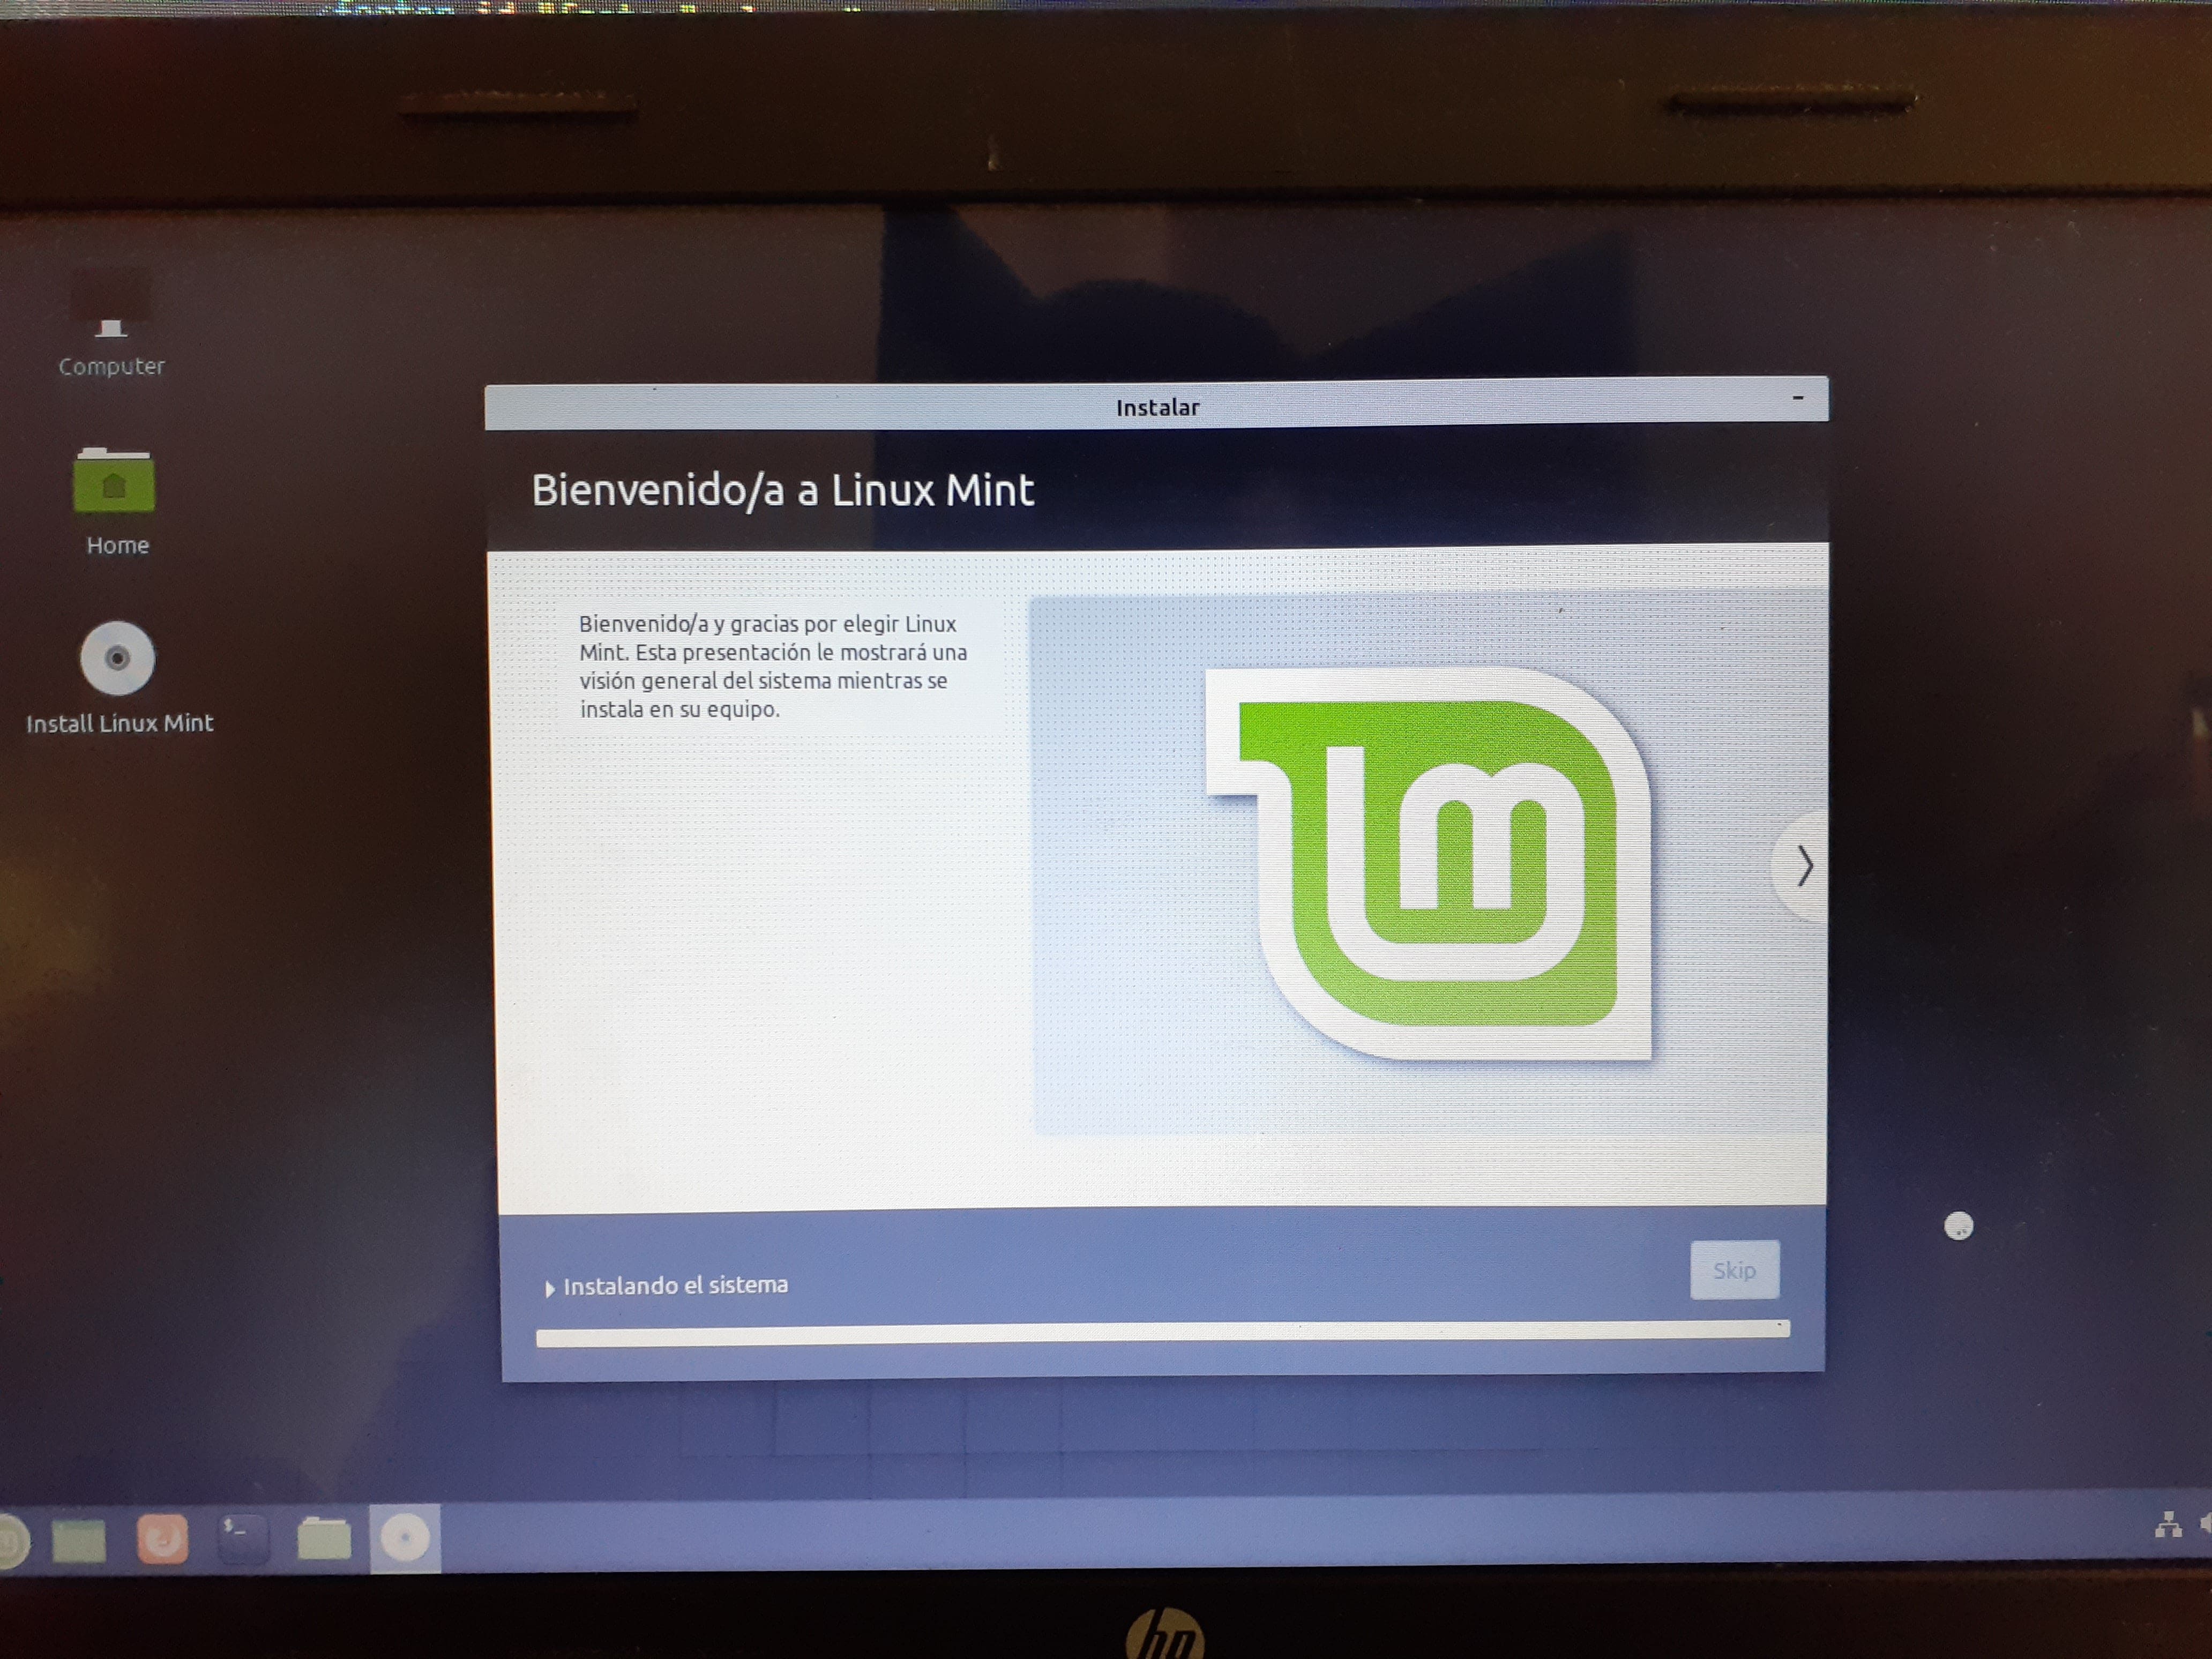 Computer
Home
Install Linux Mint
Instalar
Bienvenido/a a Linux Mint
Bienvenido/a y gracias por elegir Linux
Mint. Esta presentación le mostrará una
visión general del sistema mientras se
instala en su equipo.
lm
Instalando el sistema
Skip
$_
hp